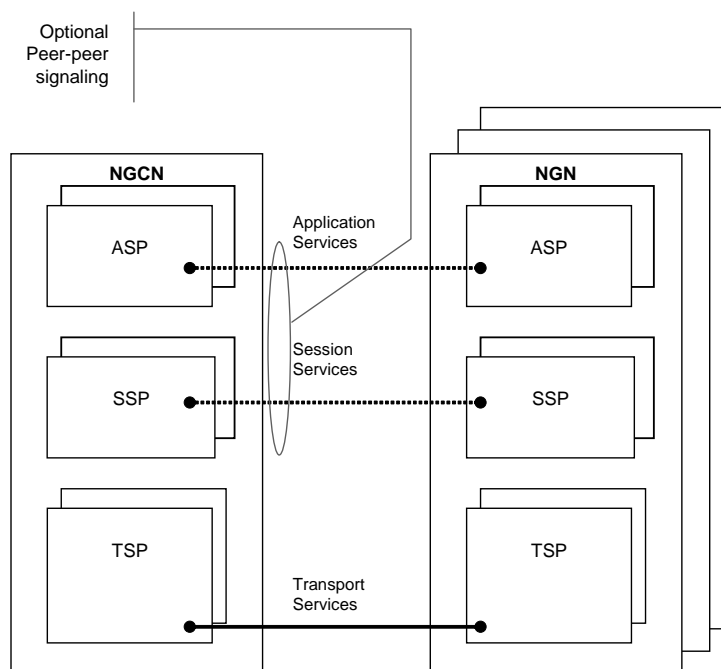 Optional
Peer-peer
signaling
NGCN
NGN
ASP
Application
Services
ASP
SSP
Session
Services
SSP
TSP
TSP
Transport
Services